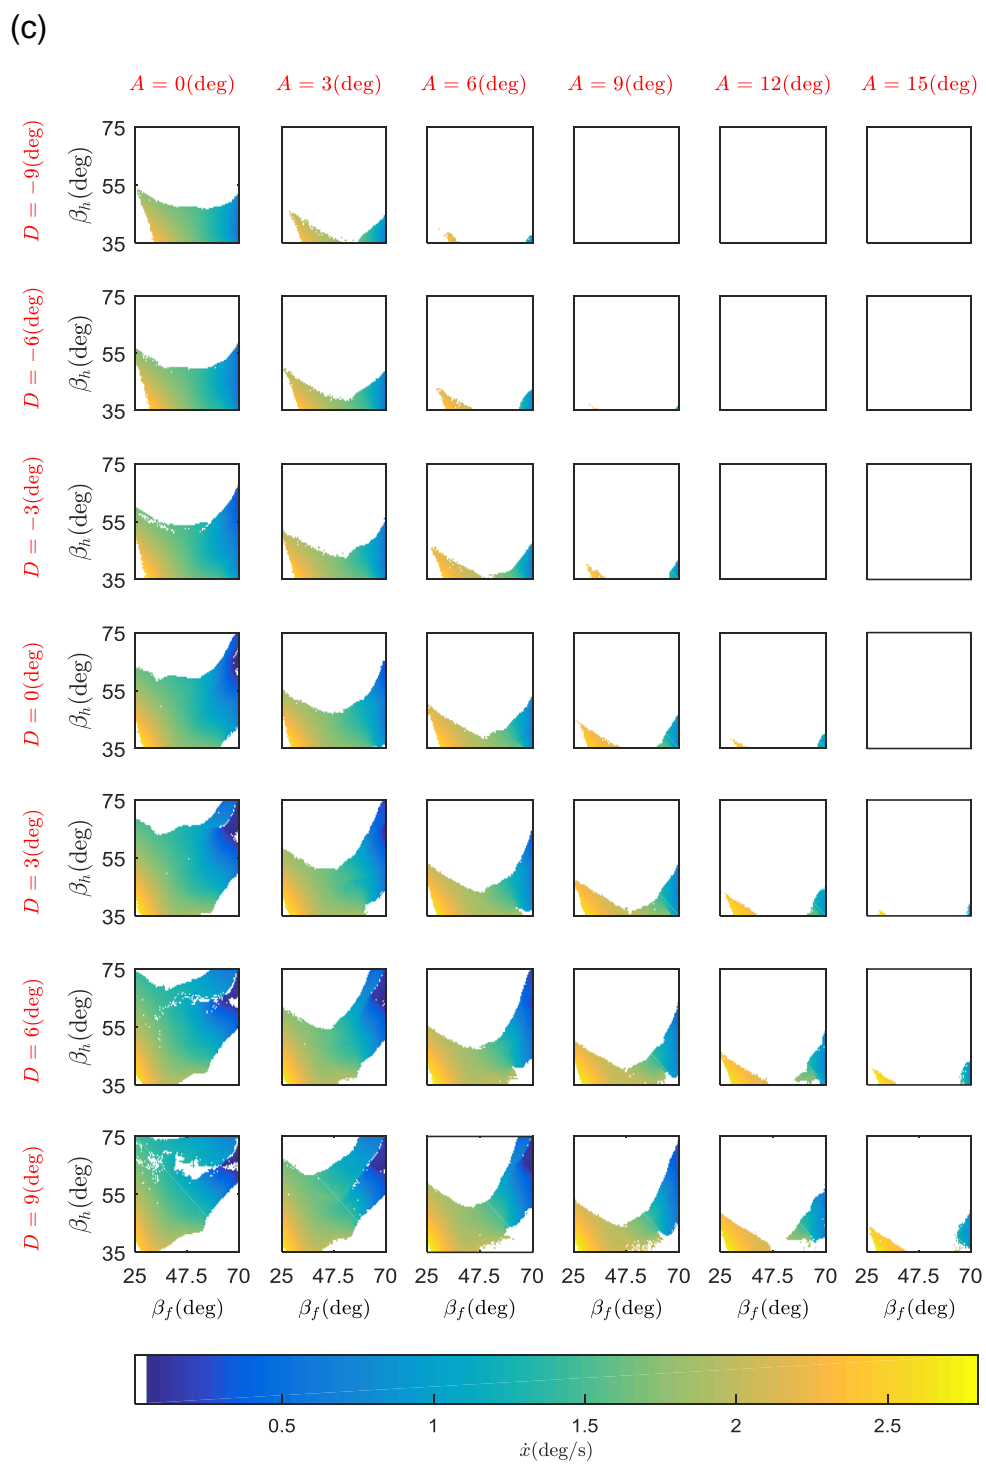 (c)
A = 0(deg) A = 3(deg) A = 6(deg) A = 9(deg) A = 12(deg) A = 15(deg)
D = −9(deg) β_h(deg) 75 55 35
D = −6(deg) β_h(deg) 75 55 35
D = −3(deg) β_h(deg) 75 55 35
D = 0(deg) β_h(deg) 75 55 35
D = 3(deg) β_h(deg) 75 55 35
D = 6(deg) β_h(deg) 75 55 35
D = 9(deg) β_h(deg) 75 55 35
25 47.5 70 25 47.5 70 25 47.5 70 25 47.5 70 25 47.5 70 25 47.5 70
β_f(deg) β_f(deg) β_f(deg) β_f(deg) β_f(deg) β_f(deg)
0.5 1 1.5 2 2.5
ẋ(deg/s)